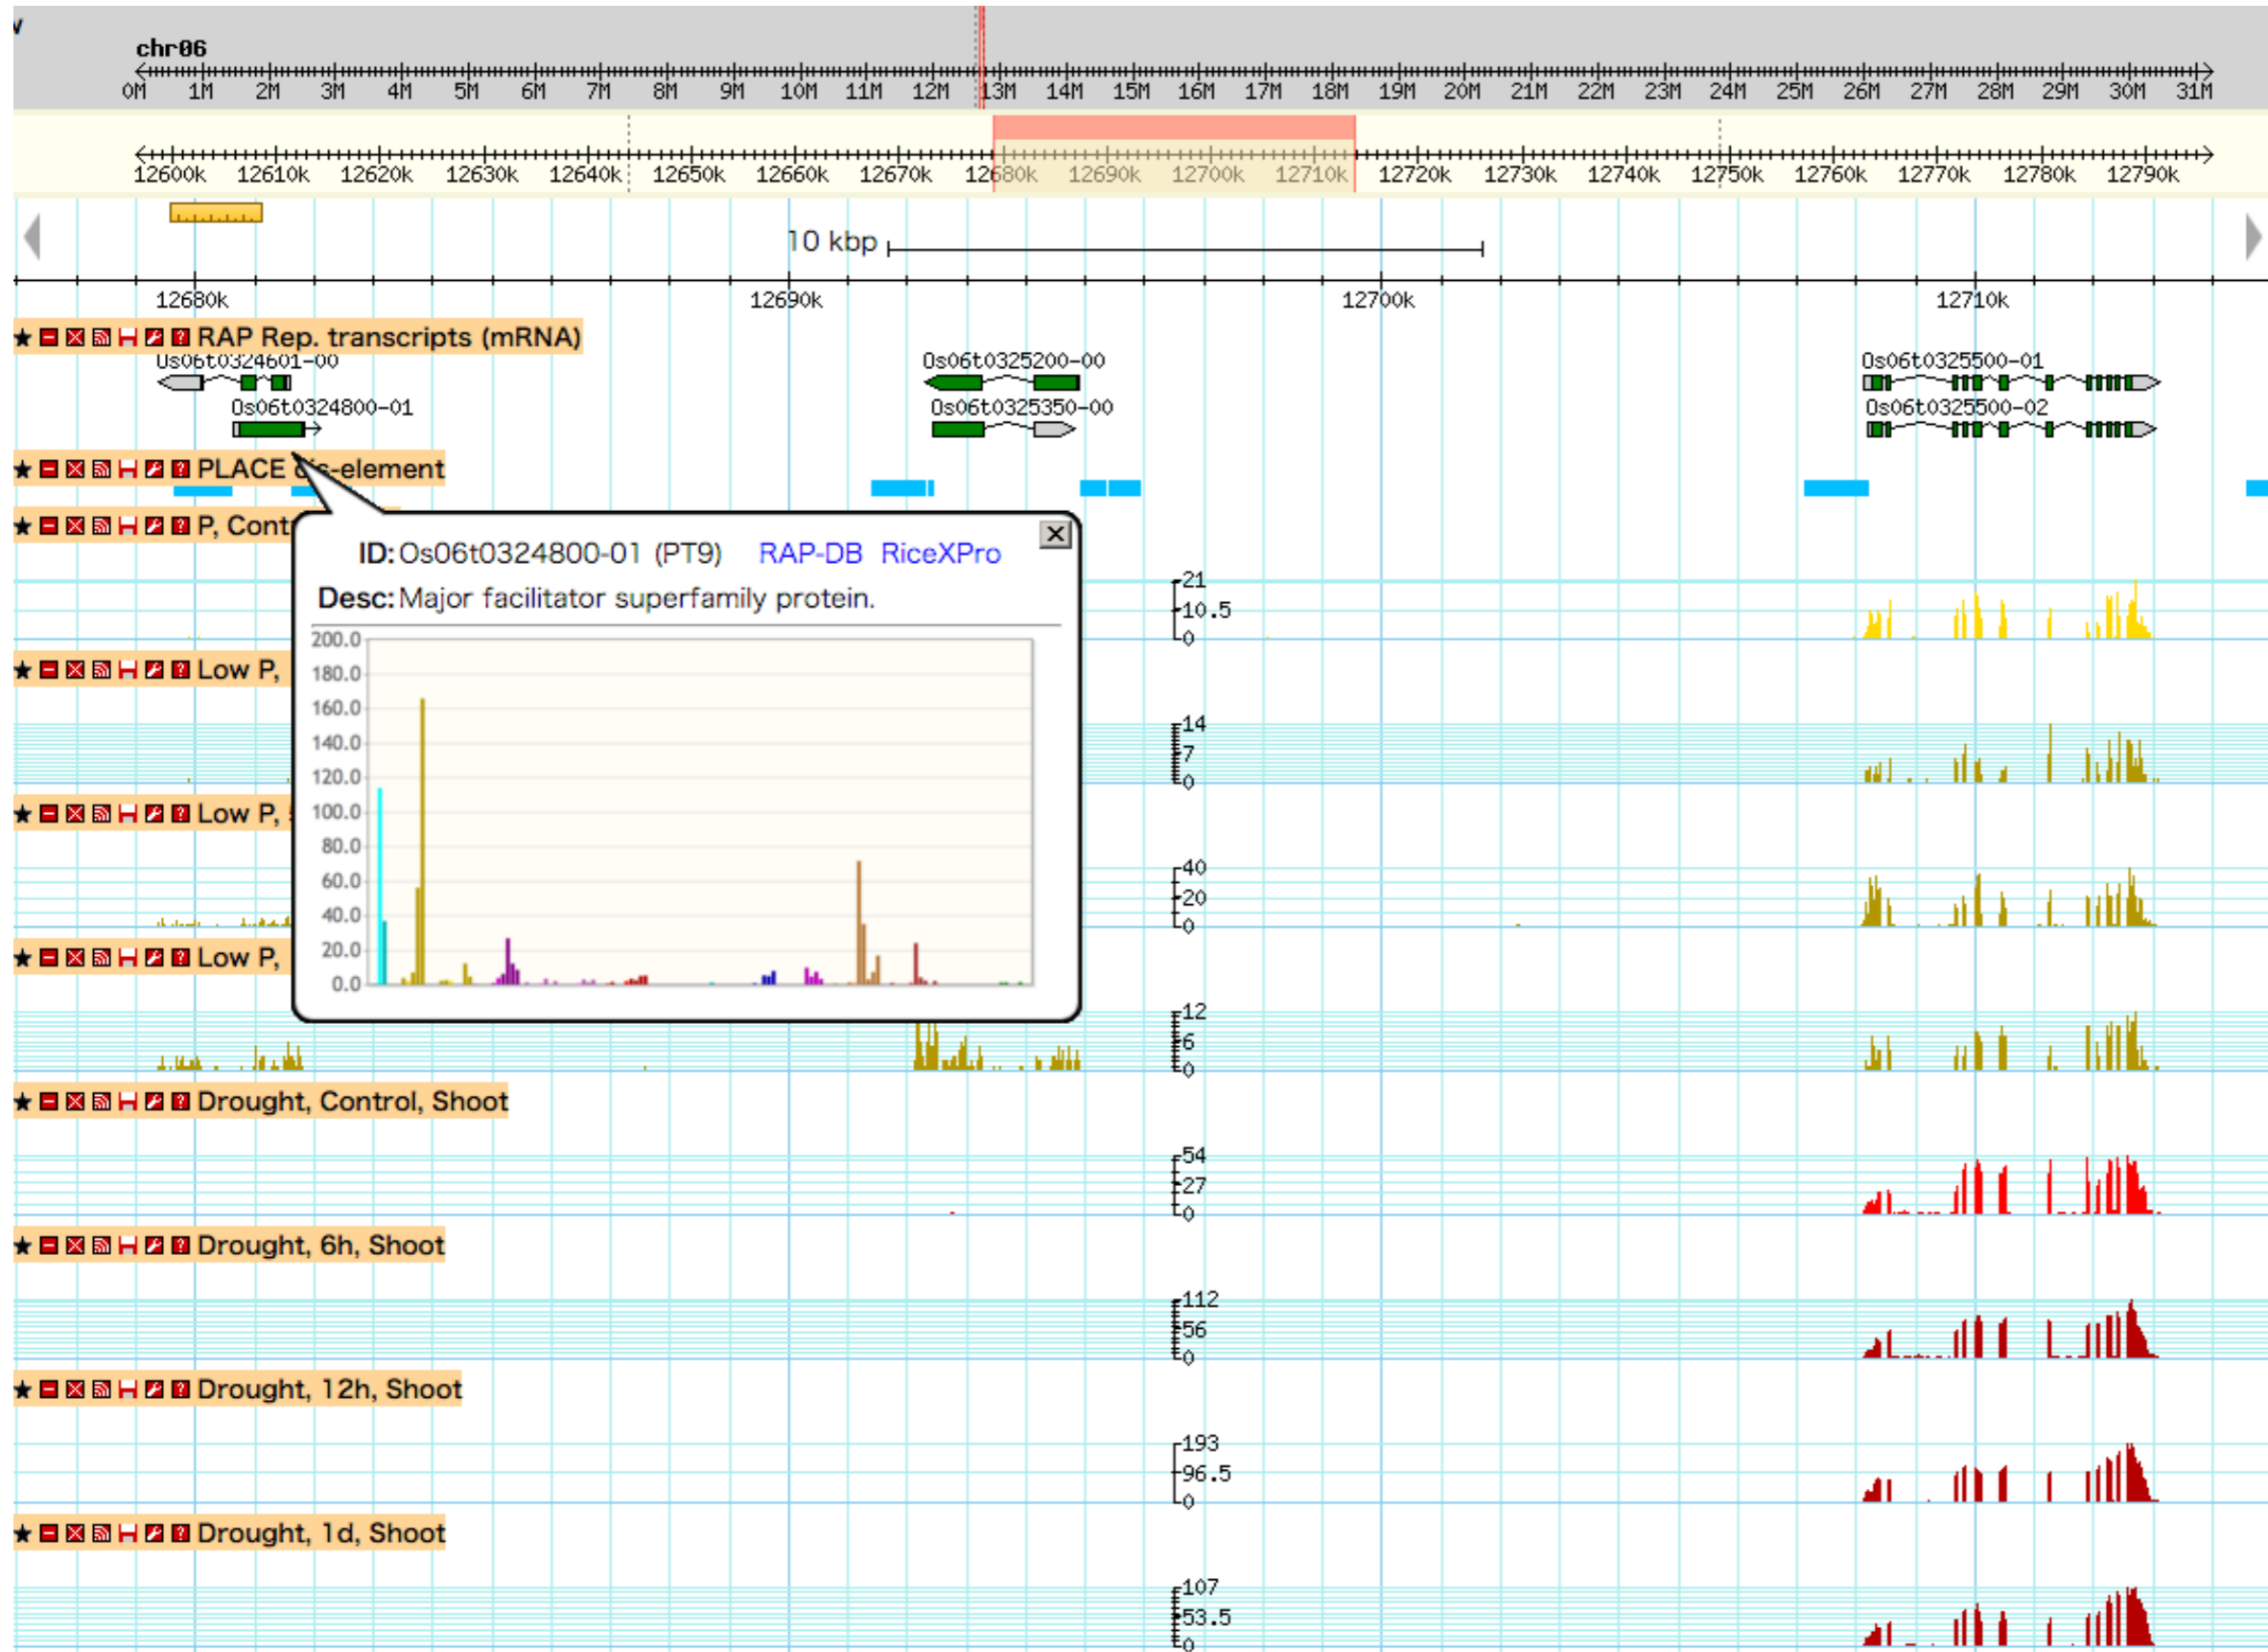 chr06
0M 1M 2M 3M 4M 5M 6M 7M 8M 9M 10M 11M 12M 13M 14M 15M 16M 17M 18M 19M 20M 21M 22M 23M 24M 25M 26M 27M 28M 29M 30M 31M
12600k 12610k 12620k 12630k 12640k 12650k 12660k 12670k 12680k 12690k 12700k 12710k 12720k 12730k 12740k 12750k 12760k 12770k 12780k 12790k
10 kbp
12680k 12690k 12700k 12710k
RAP Rep. transcripts (mRNA)
Os06t0324601-00 Os06t0325200-00 Os06t0325500-01
Os06t0324800-01 Os06t0325350-00 Os06t0325500-02
PLACE cis-element
P, Cont
ID: Os06t0324800-01 (PT9) RAP-DB RiceXPro
Desc: Major facilitator superfamily protein.
200.0
180.0
160.0
140.0
120.0
100.0
80.0
60.0
40.0
20.0
0.0
21
10.5
0
Low P,
14
7
0
Low P,
40
20
0
Low P,
12
6
0
Drought, Control, Shoot
54
27
0
Drought, 6h, Shoot
112
56
0
Drought, 12h, Shoot
193
96.5
0
Drought, 1d, Shoot
107
53.5
0